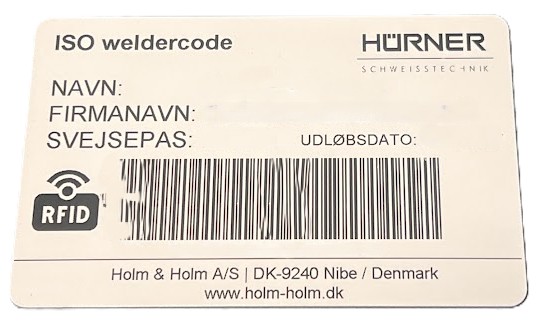 ISO weldercode
HÜRNER
SCHWEISSTECHNIK
NAVN:
FIRMANAVN:
SVEJSEPAS:
UDLØBSDATO:
RFID
Holm & Holm A/S | DK-9240 Nibe / Denmark
www.holm-holm.dk